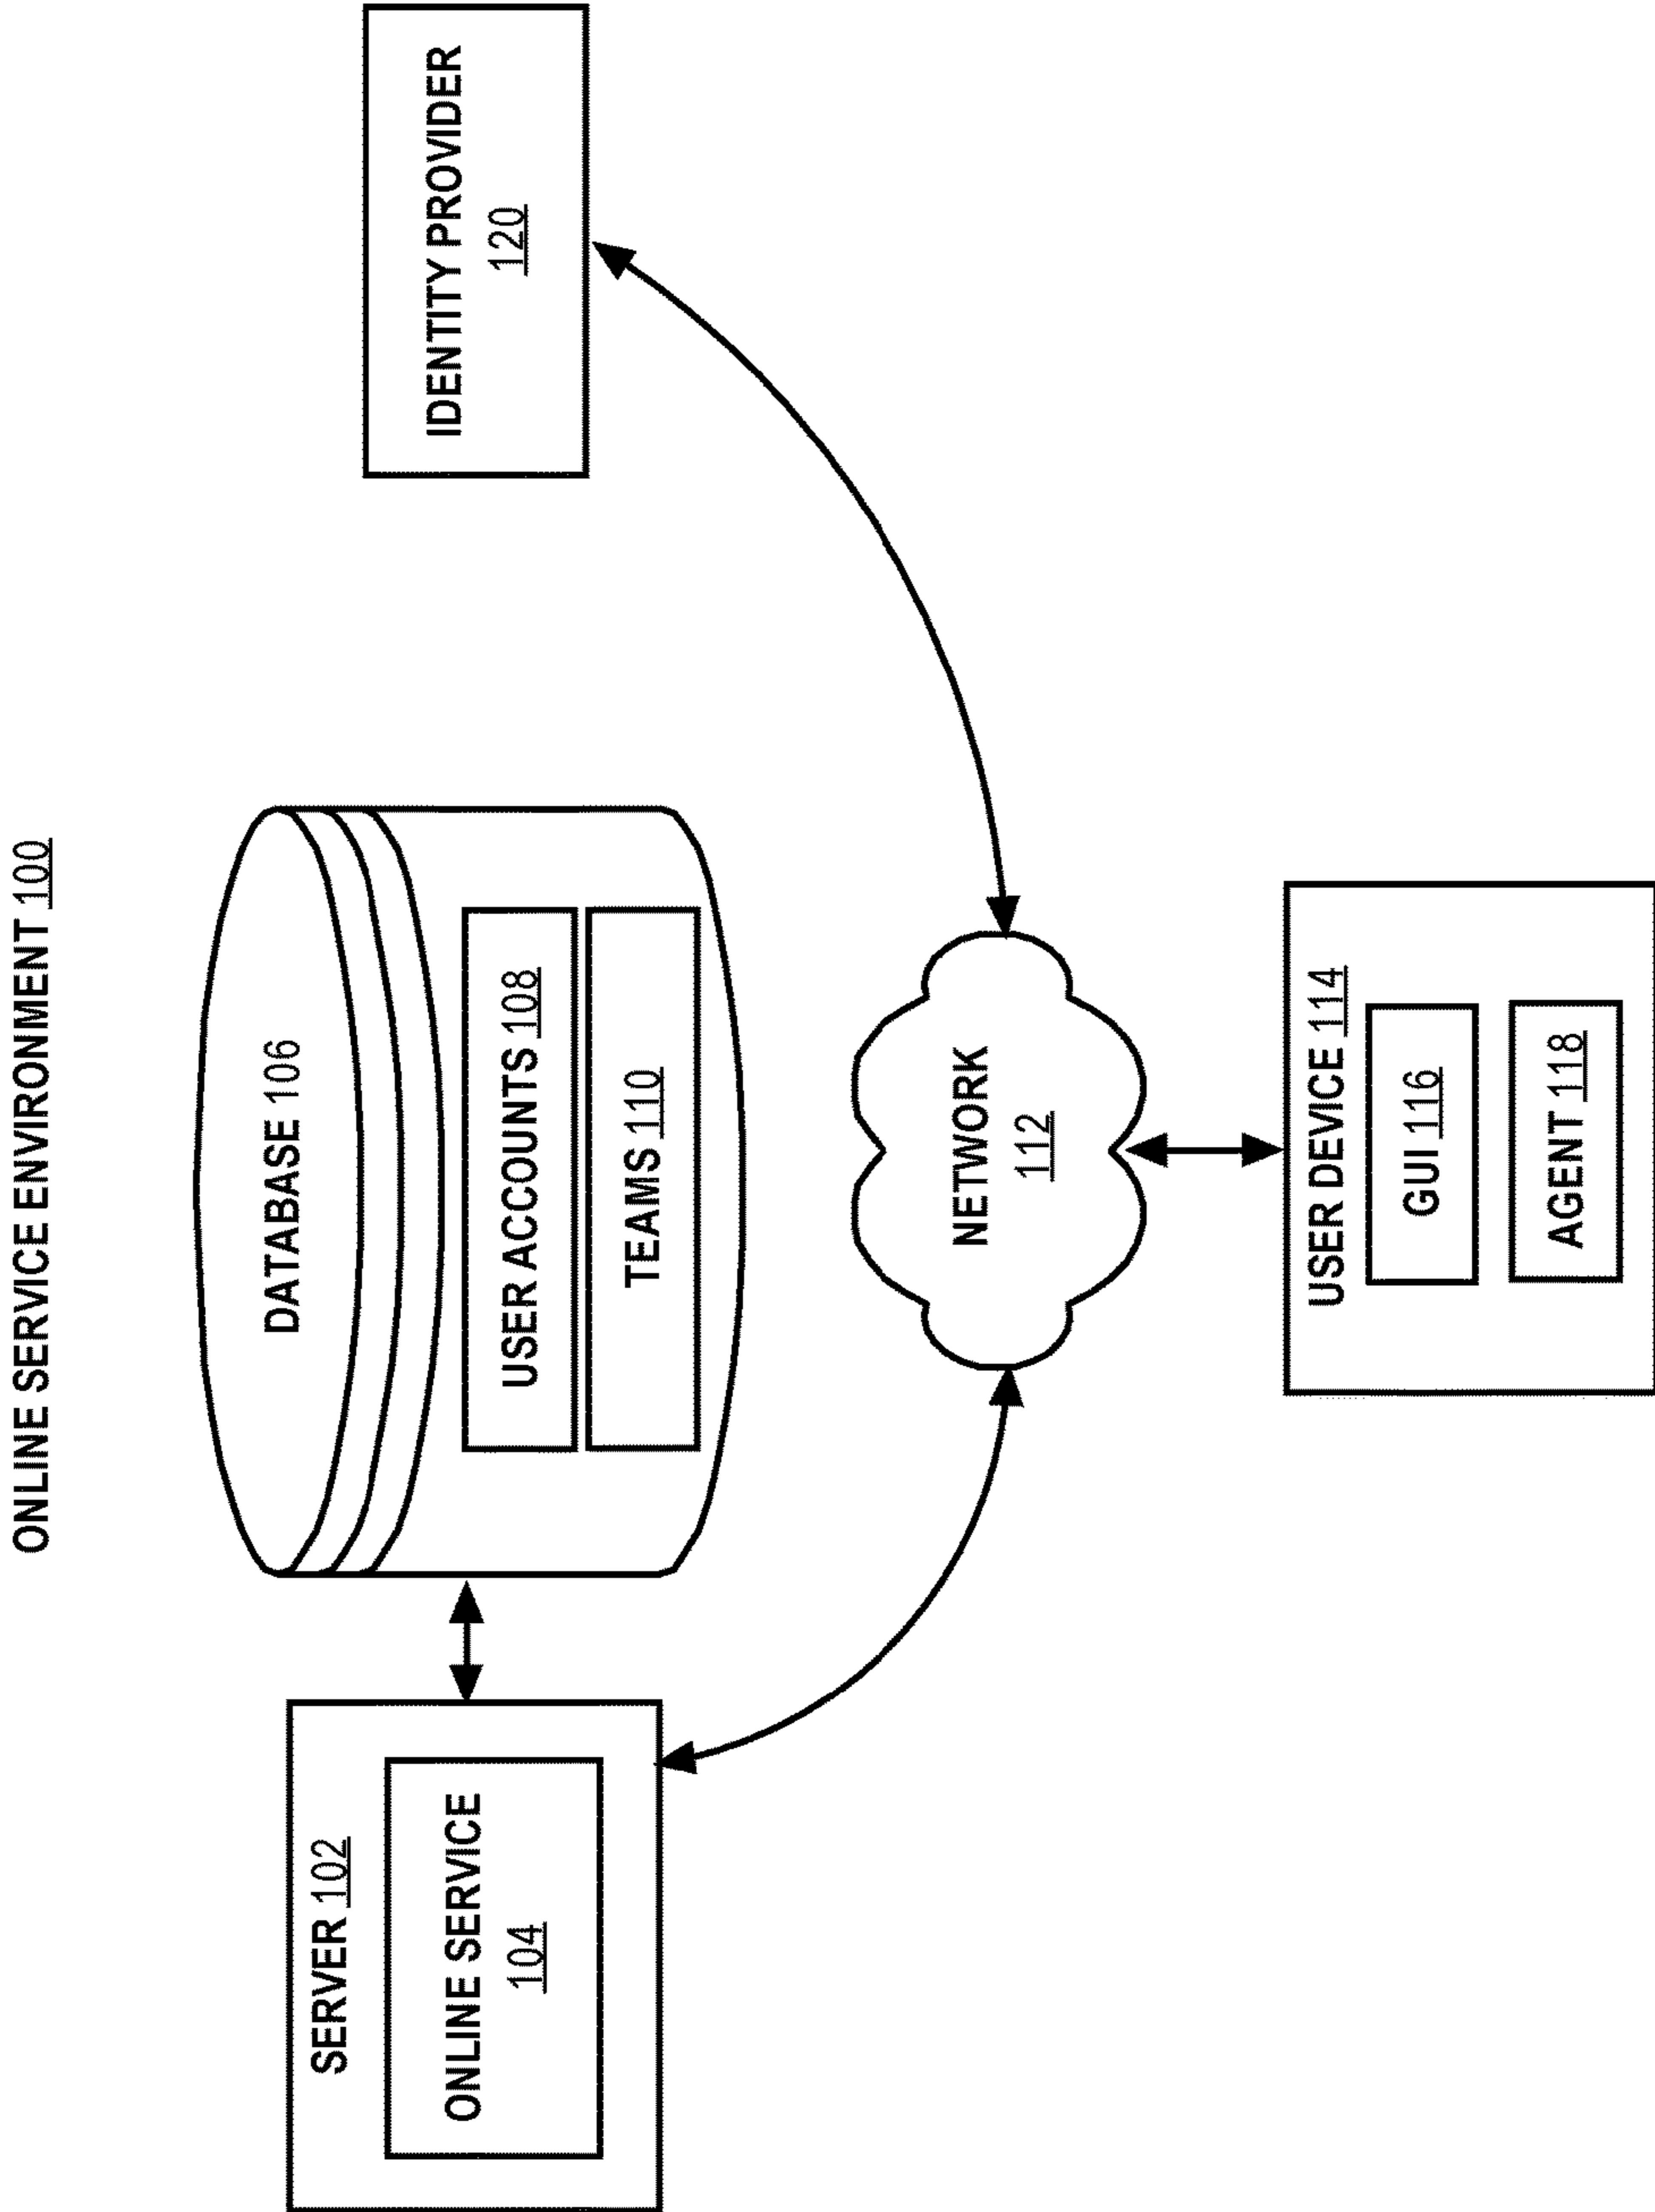 ONLINE SERVICE ENVIRONMENT 100
SERVER 102
ONLINE SERVICE
104
DATABASE 106
USER ACCOUNTS 108
TEAMS 110
IDENTITY PROVIDER
120
NETWORK
112
USER DEVICE 114
GUI 116
AGENT 118